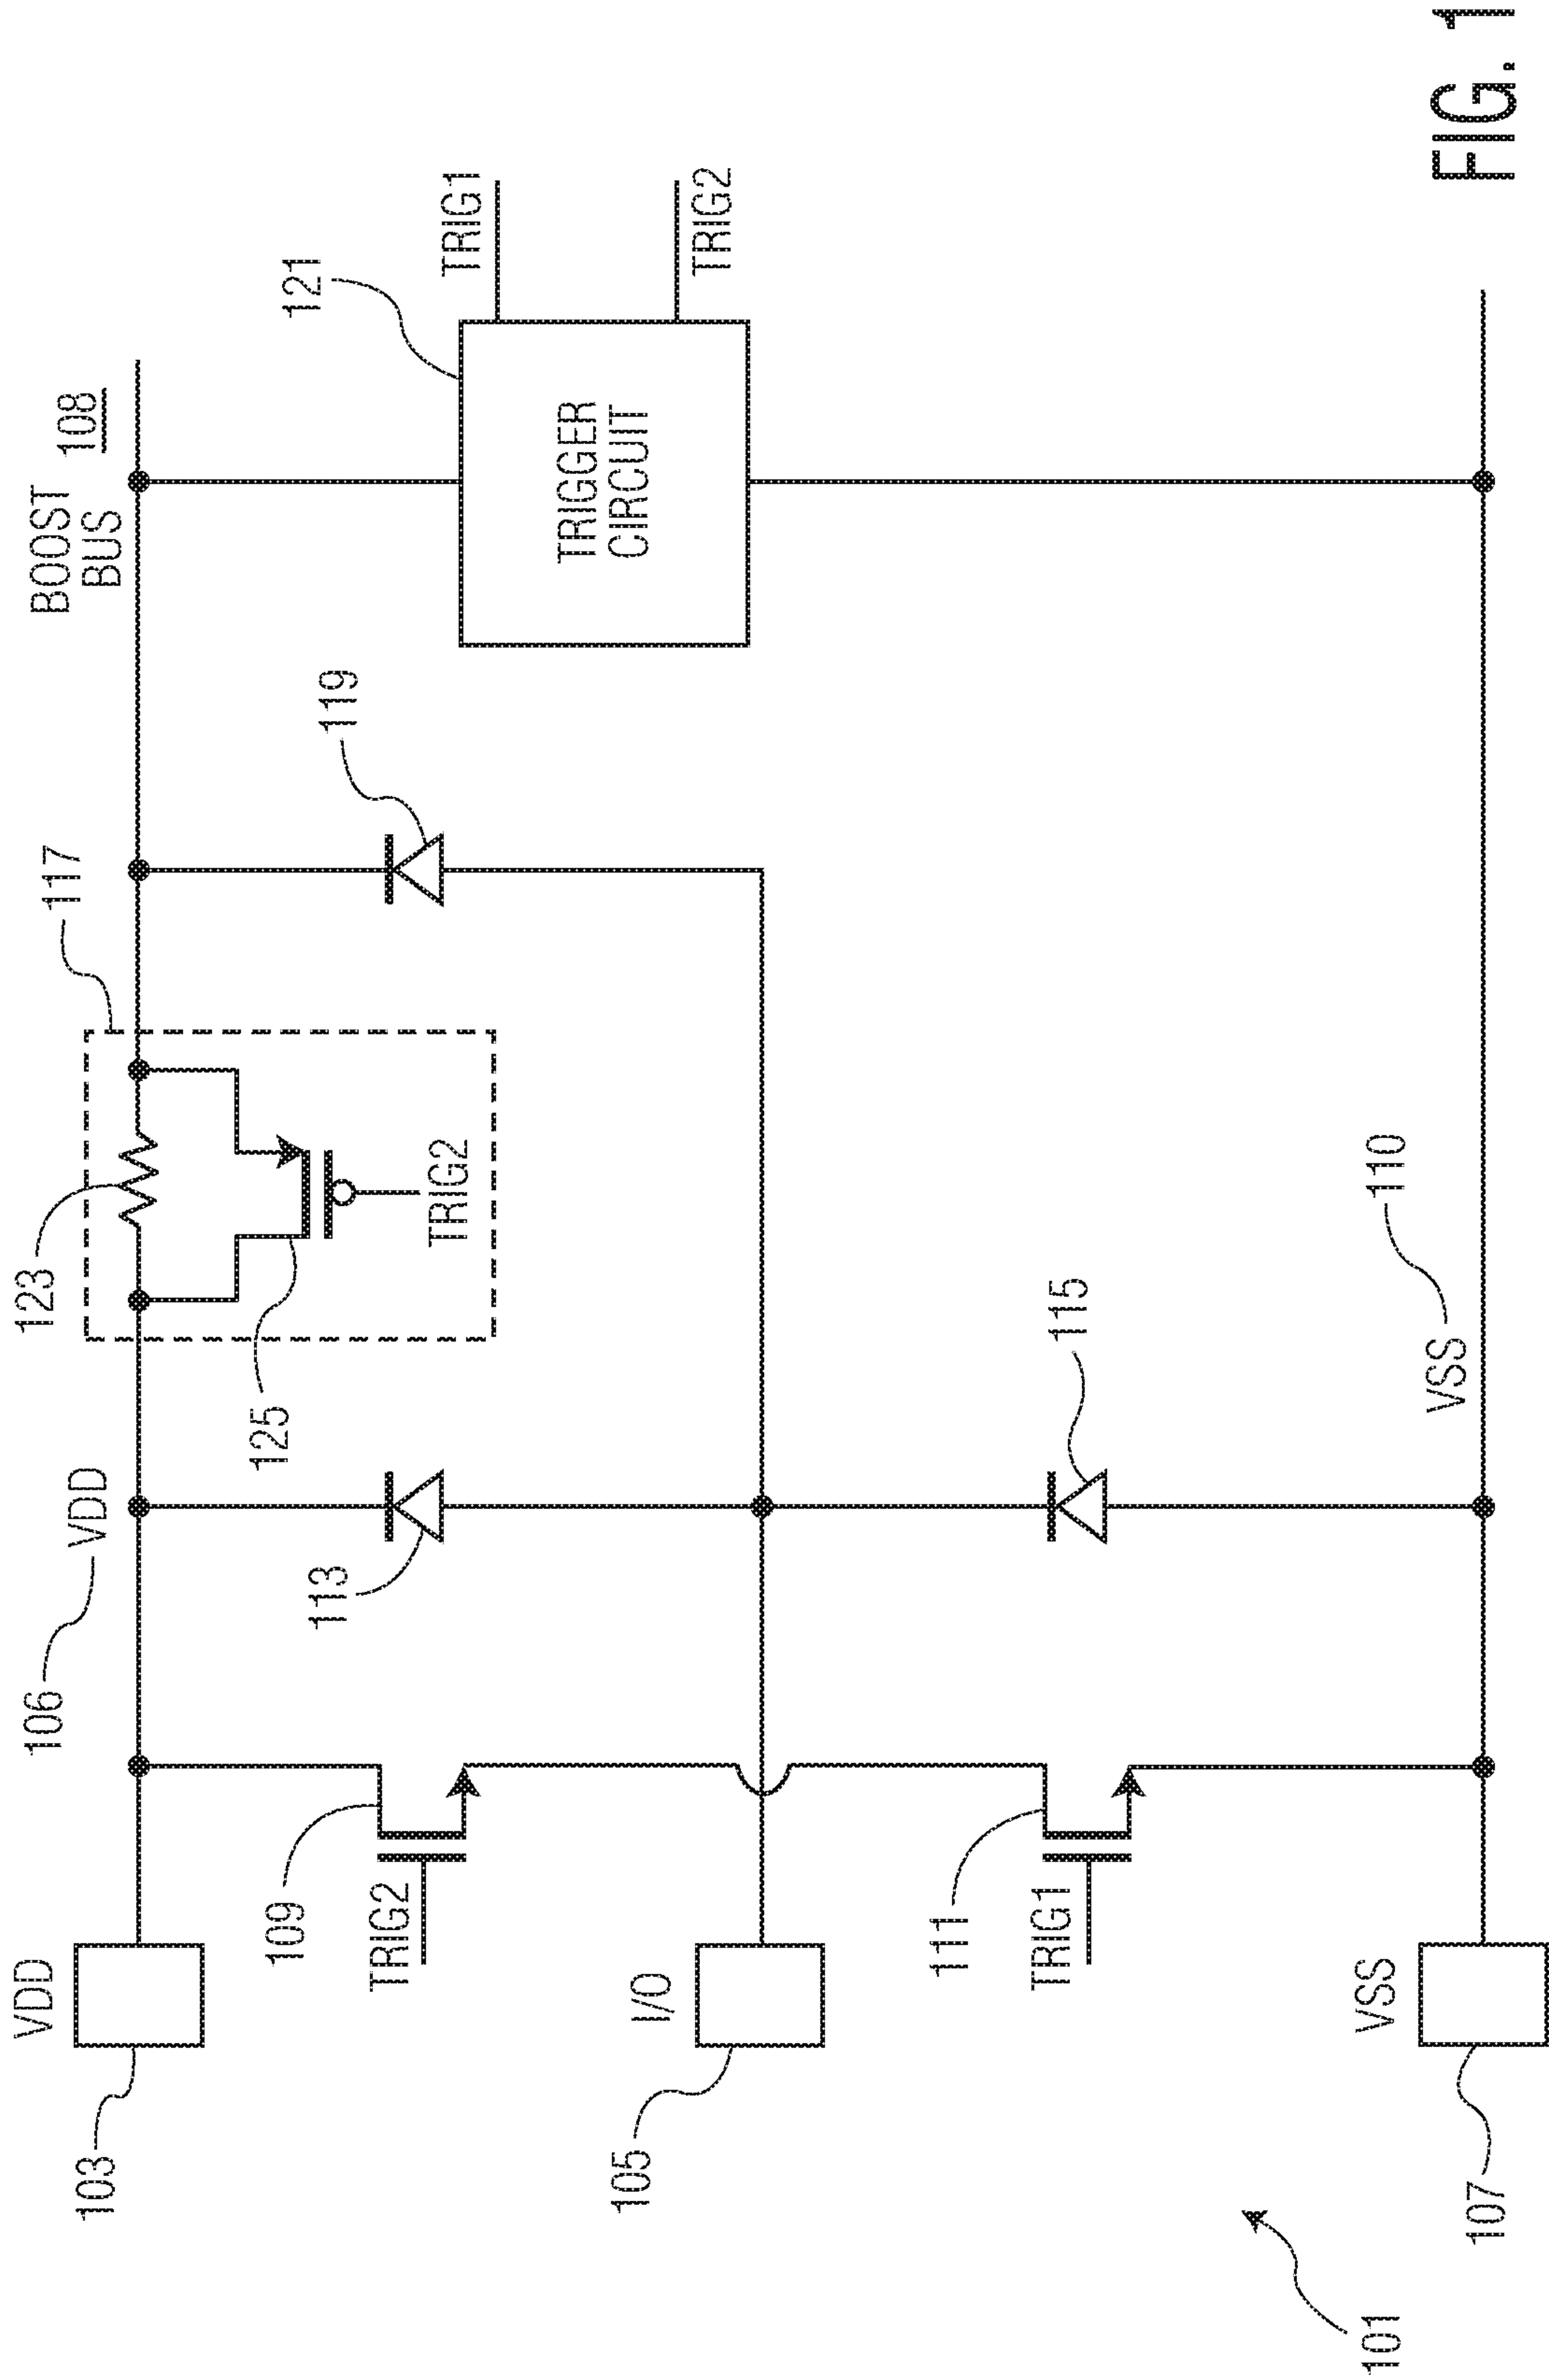 BOOST
BUS
108
117
123
106
VDD
VDD
103
125
TRIG2
119
121
TRIG1
TRIGGER
CIRCUIT
TRIG2
113
109
TRIG2
I/O
105
115
111
TRIG1
110
VSS
VSS
107
101
FIG. 1